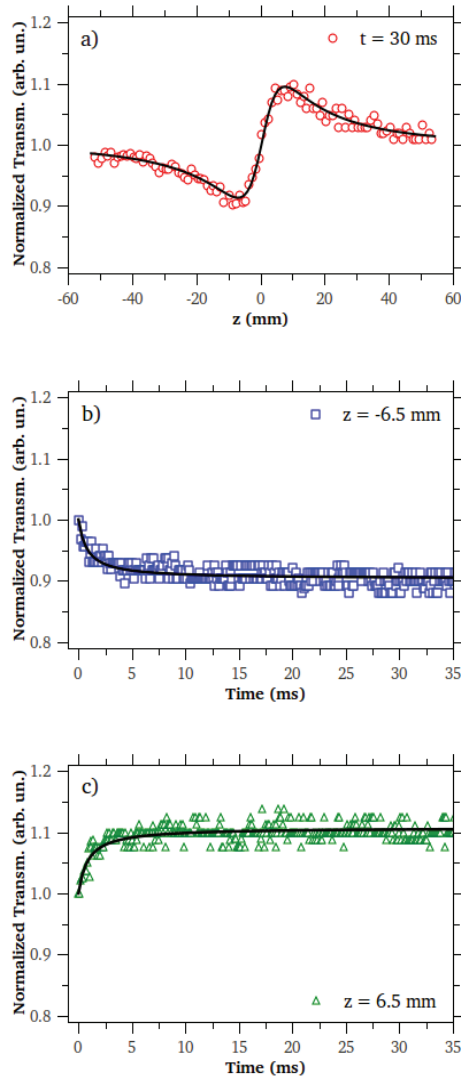 a)
t = 30 ms
Normalized Transm. (arb. un.)
1.2
1.1
1.0
0.9
0.8
-60 -40 -20 0 20 40 60
z (mm)
b)
z = -6.5 mm
Normalized Transm. (arb. un.)
1.2
1.1
1.0
0.9
0.8
0 5 10 15 20 25 30 35
Time (ms)
c)
Normalized Transm. (arb. un.)
1.2
1.1
1.0
0.9
0.8
z = 6.5 mm
0 5 10 15 20 25 30 35
Time (ms)